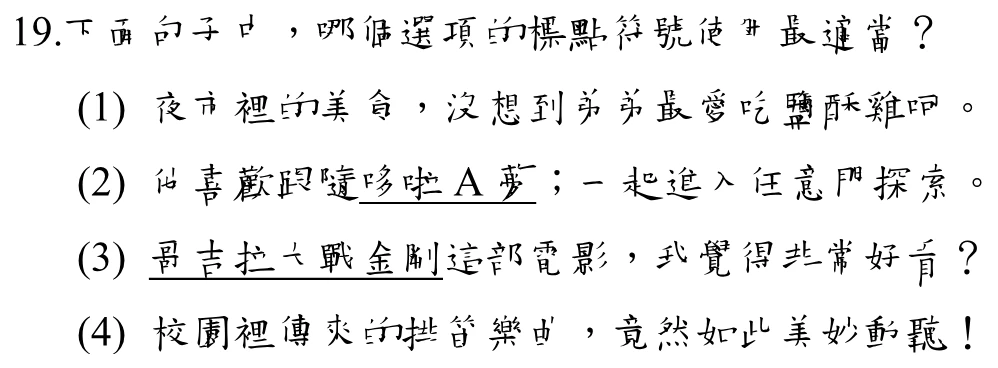 19.下面句子中，哪個選項的標點符號使用最適當？
(1) 夜市裡的美食，沒想到弟弟最愛吃鹽酥雞呵。
(2) 他喜歡跟隨哆啦A夢；一起進入任意門探索。
(3) 哥吉拉大戰金剛這部電影，我覺得非常好看？
(4) 校園裡傳來的排笛樂曲，竟然如此美妙動聽！